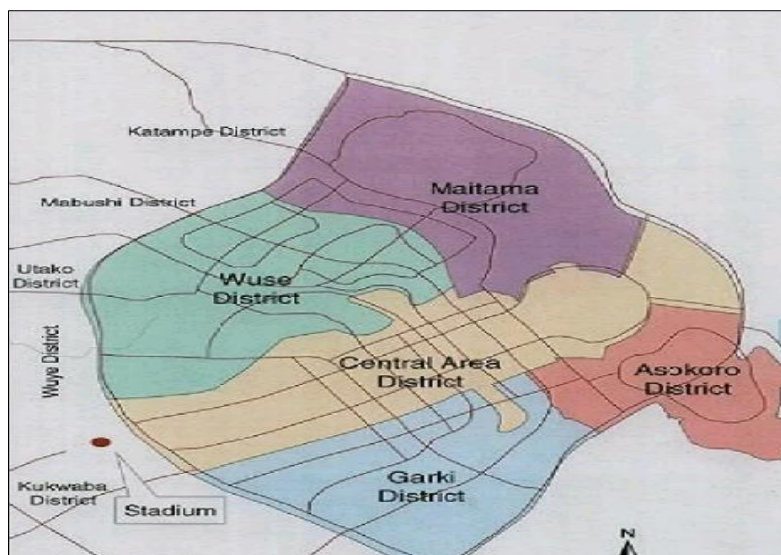 Katampe District
Maitama
District
Mabushi District
Utako
District
Wuse
District
Wuye District
Central Area
District
Asokoro
District
Garki
District
Kukwaba
District
Stadium
N